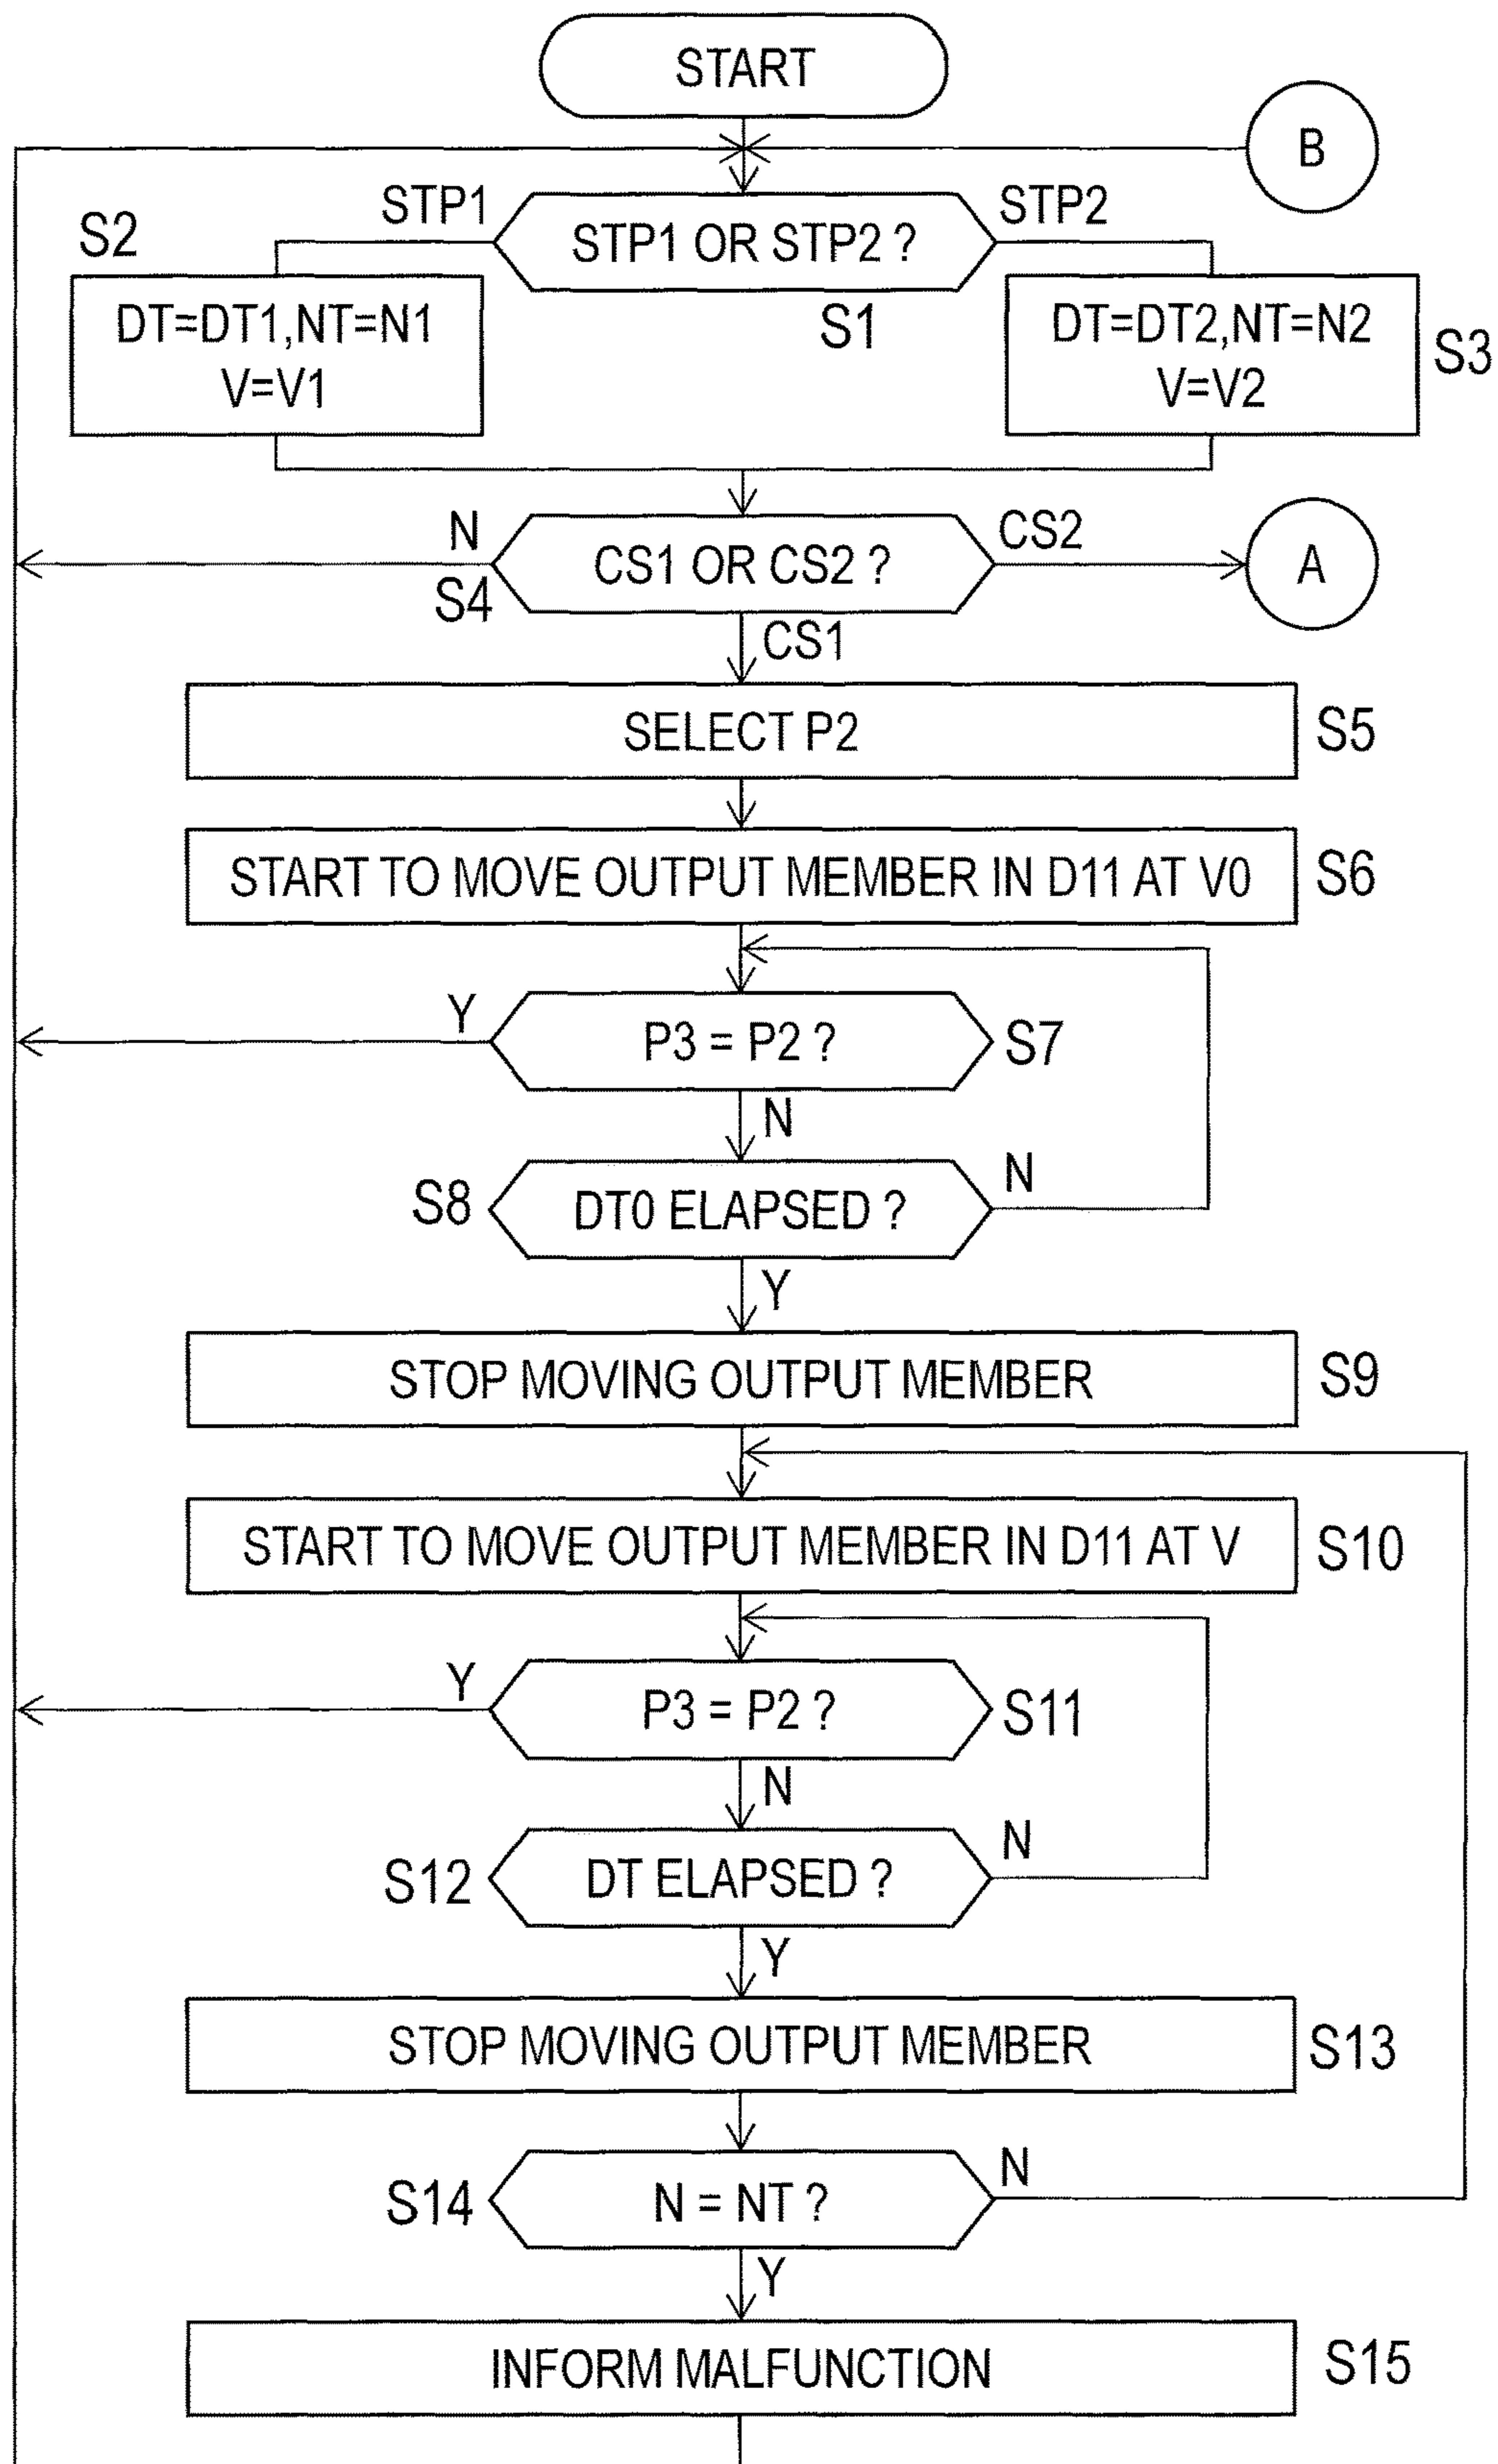 START
B
STP1
STP2
S2
STP1 OR STP2 ?
S1
DT=DT1,NT=N1
V=V1
DT=DT2,NT=N2
V=V2
S3
N
CS1 OR CS2 ?
CS2
A
S4
CS1
SELECT P2
S5
START TO MOVE OUTPUT MEMBER IN D11 AT V0
S6
Y
P3 = P2 ?
S7
N
S8
DT0 ELAPSED ?
N
Y
STOP MOVING OUTPUT MEMBER
S9
START TO MOVE OUTPUT MEMBER IN D11 AT V
S10
Y
P3 = P2 ?
S11
N
S12
DT ELAPSED ?
N
Y
STOP MOVING OUTPUT MEMBER
S13
S14
N = NT ?
N
Y
INFORM MALFUNCTION
S15